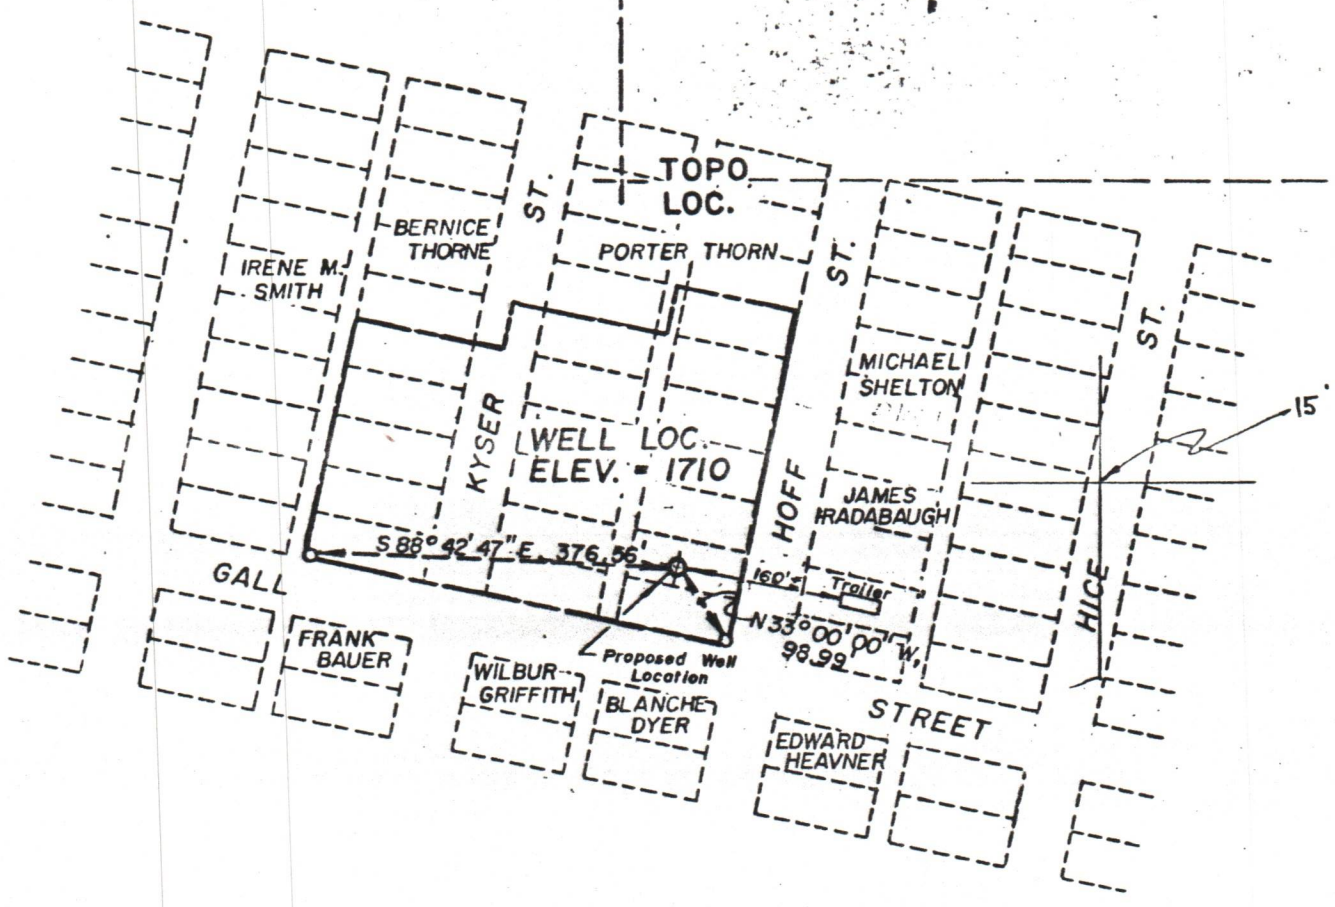 TOPO
LOC.
ST.
BERNICE
THORNE
PORTER THORN
ST.
IRENE M.
SMITH
ST.
MICHAEL
SHELTON
15'
KYSER
WELL LOC.
ELEV. = 1710
HOFF
JAMES
RADABAUGH
S 88° 42' 47" E. 376.56'
GALL
160'±
Trailer
HICE
N 33° 00' 00" W,
98.99'
FRANK
BAUER
Proposed Well
Location
WILBUR
GRIFFITH
BLANCHE
DYER
STREET
EDWARD
HEAVNER